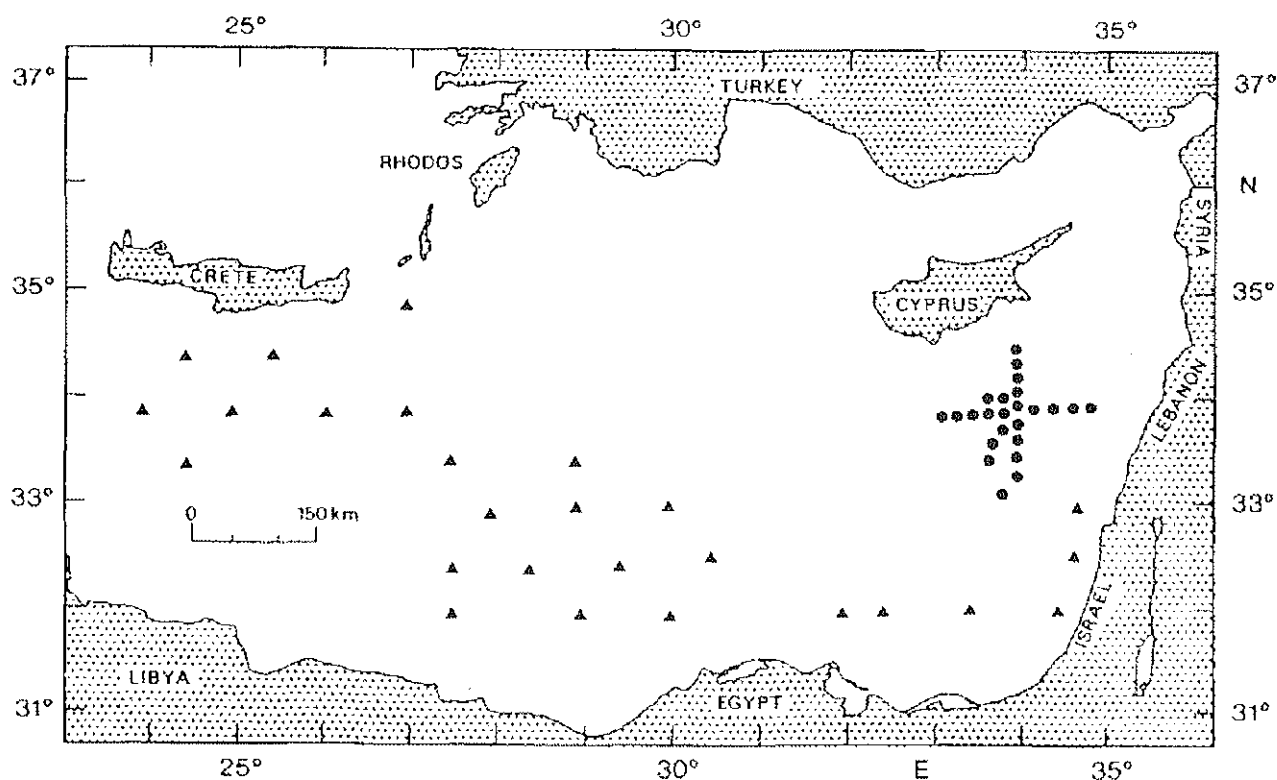 25° 30° 35°
37° TURKEY 37°
RHODOS
N
SYRIA
CRETE
35° CYPRUS 35°
LEBANON
33° 33°
0 150 km
ISRAEL
LIBYA
EGYPT
31° 31°
25° 30° E 35°